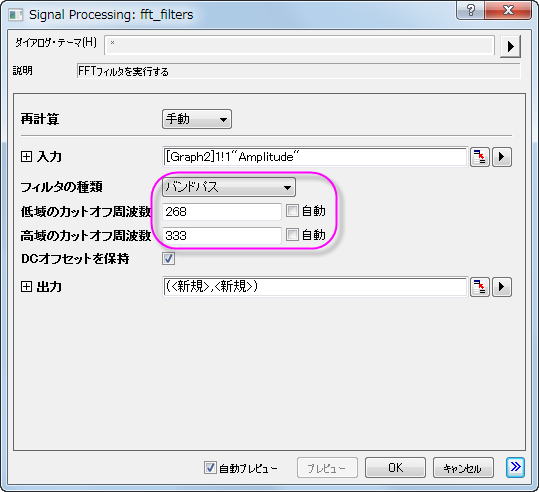 Signal Processing: fft_filters
ダイアログ・テーマ(H) *
説明 FFTフィルタを実行する
再計算 手動
入力 [Graph2]1!1"Amplitude"
フィルタの種類 バンドパス
低域のカットオフ周波数 268 自動
高域のカットオフ周波数 333 自動
DCオフセットを保持
出力 (<新規>,<新規>)
自動プレビュー プレビュー OK キャンセル